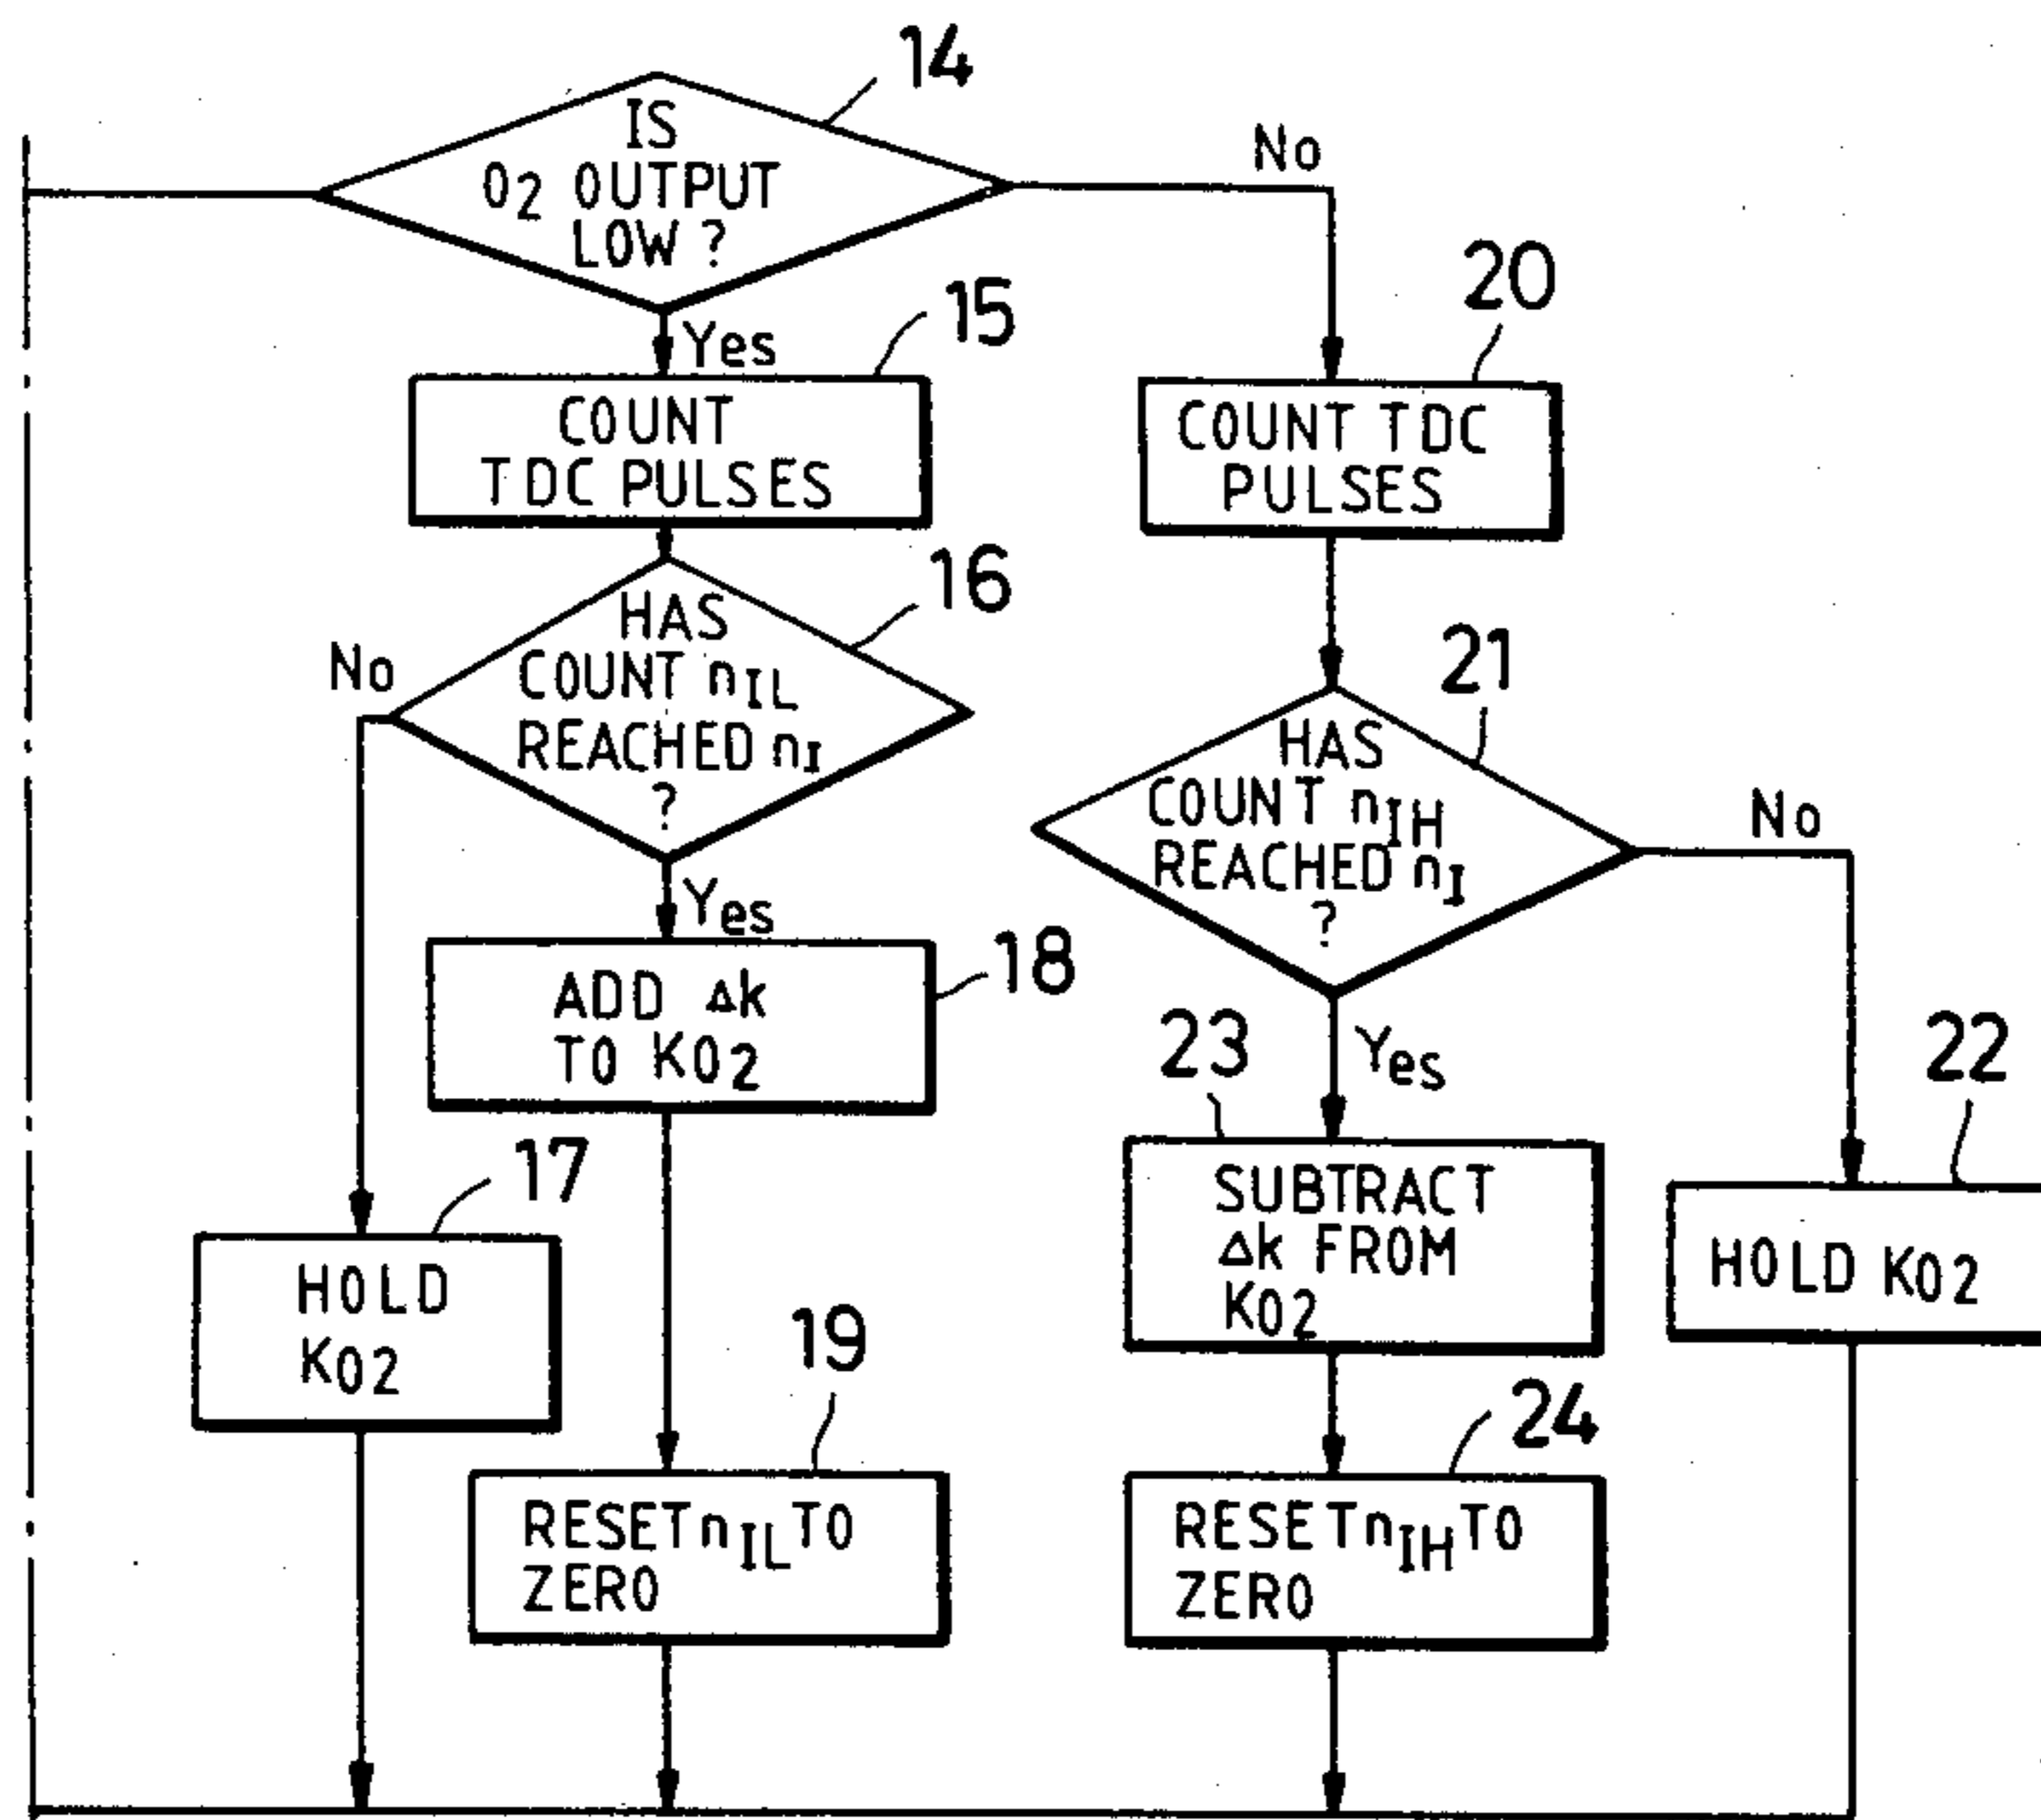 14
IS
O2 OUTPUT
LOW ?
No
Yes
15
COUNT
TDC PULSES
20
COUNT TDC
PULSES
16
HAS
COUNT nIL
REACHED nI
?
No
Yes
21
HAS
COUNT nIH
REACHED nI
?
No
Yes
18
ADD Δk
TO KO2
17
HOLD
KO2
23
SUBTRACT
Δk FROM
KO2
22
HOLD KO2
19
RESET nIL TO
ZERO
24
RESET nIH TO
ZERO